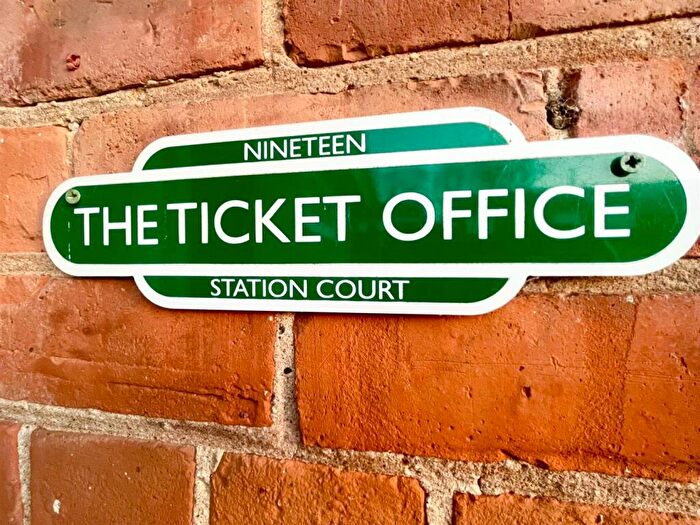 NINETEEN
THE TICKET OFFICE
STATION COURT